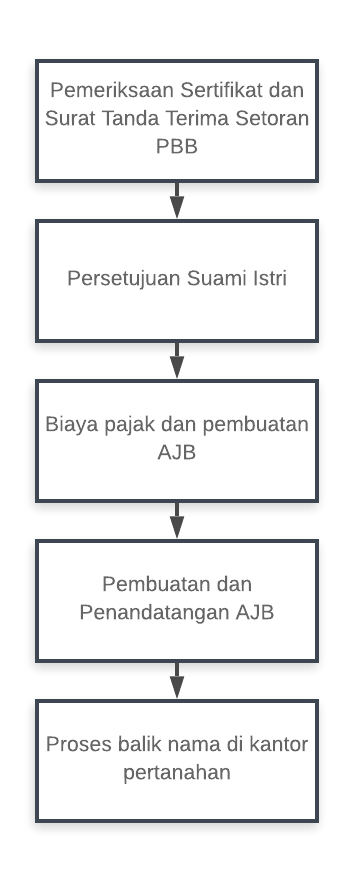 Pemeriksaan Sertifikat dan
Surat Tanda Terima Setoran
PBB
Persetujuan Suami Istri
Biaya pajak dan pembuatan
AJB
Pembuatan dan
Penandatangan AJB
Proses balik nama di kantor
pertanahan